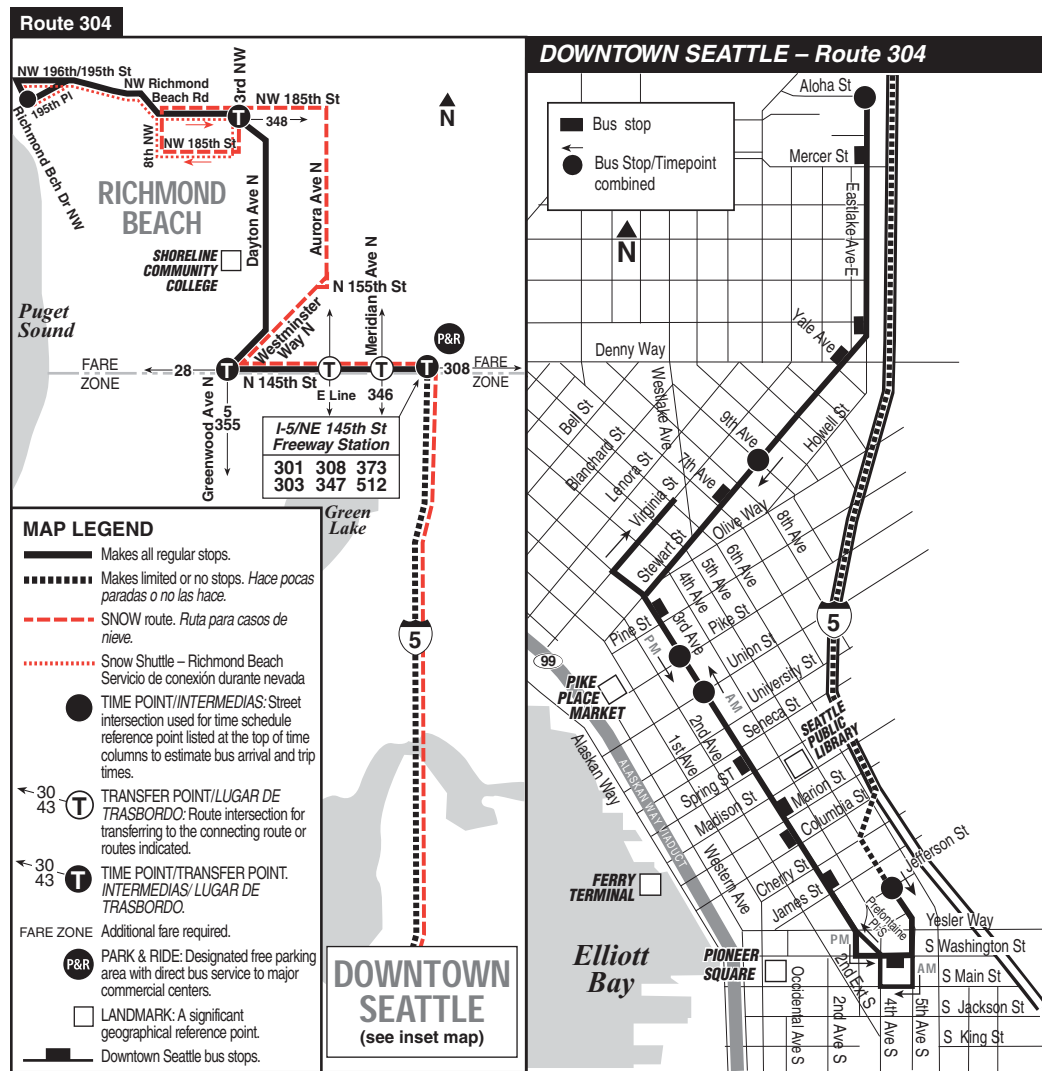 Route 304
NW 196th/195th St
195th Pl
Richmond Bch Dr NW
NW Richmond
Beach Rd
3rd NW
T
348
NW 185th St
8th NW
NW 185th St
N
RICHMOND
BEACH
SHORELINE
COMMUNITY
COLLEGE
Dayton Ave N
Aurora Ave N
Meridian Ave N
N 155th St
Westminster
Way N
Puget
Sound
P&R
FARE
ZONE
28
T
N 145th St
T
T
T
308
FARE
ZONE
Greenwood Ave N
5
355
E Line
346
I-5/NE 145th St
Freeway Station
301 308 373
303 347 512
Green
Lake
5
DOWNTOWN
SEATTLE
(see inset map)
MAP LEGEND
Makes all regular stops.
Makes limited or no stops. Hace pocas
paradas o no las hace.
SNOW route. Ruta para casos de
nieve.
Snow Shuttle – Richmond Beach
Servicio de conexión durante nevada
TIME POINT/INTERMEDIAS: Street
intersection used for time schedule
reference point listed at the top of time
columns to estimate bus arrival and trip
times.
30
43
T
TRANSFER POINT/LUGAR DE
TRASBORDO: Route intersection for
transferring to the connecting route or
routes indicated.
30
43
T
TIME POINT/TRANSFER POINT.
INTERMEDIAS/ LUGAR DE
TRASBORDO.
FARE ZONE Additional fare required.
P&R
PARK & RIDE: Designated free parking
area with direct bus service to major
commercial centers.
LANDMARK: A significant
geographical reference point.
Downtown Seattle bus stops.
DOWNTOWN SEATTLE – Route 304
Bus stop
Bus Stop/Timepoint
combined
N
Aloha St
Mercer St
Eastlake Ave E
Yale Ave
Denny Way
Westlake Ave
Bell St
Blanchard St
Lenora St
Virginia St
9th Ave
Howell St
7th Ave
Olive Way
8th Ave
Stewart St
6th Ave
5th Ave
4th Ave
3rd Ave
Pine St
Pike St
Union St
University St
Seneca St
PM
AM
5
99
PIKE
PLACE
MARKET
SEATTLE
PUBLIC
LIBRARY
2nd Ave
1st Ave
Alaskan Way
ALASKAN WAY VIADUCT
Spring ST
Madison St
Marion St
Columbia St
Western Ave
Cherry St
James St
Jefferson St
FERRY
TERMINAL
Prefontaine
Pl S
Yesler Way
Elliott
Bay
PIONEER
SQUARE
PM
AM
S Washington St
S Main St
S Jackson St
S King St
Occidental Ave S
2nd Ave S
2nd Ext S
4th Ave S
5th Ave S